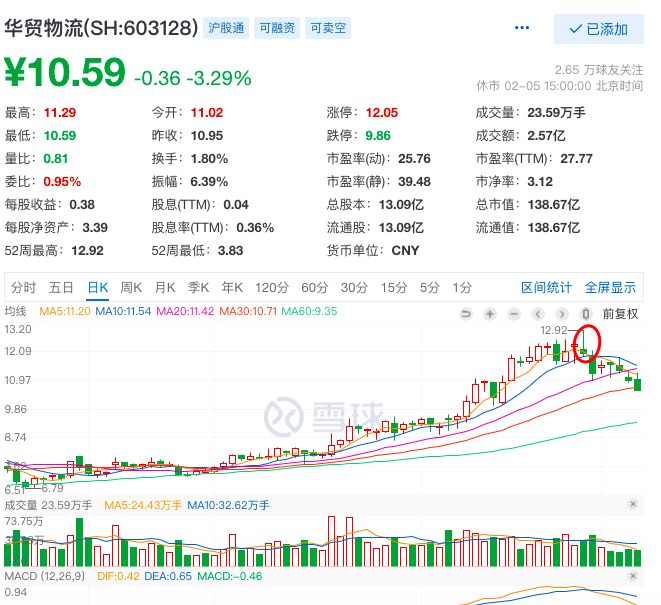 华贸物流(SH:603128) 沪股通 可融资 可卖空 ••• 已添加
¥10.59 -0.36 -3.29%
2.65 万球友关注
休市 02-05 15:00:00 北京时间
最高：11.29 今开：11.02 涨停：12.05 成交量：23.59万手
最低：10.59 昨收：10.95 跌停：9.86 成交额：2.57亿
量比：0.81 换手：1.80% 市盈率(动)：25.76 市盈率(TTM)：27.77
委比：0.95% 振幅：6.39% 市盈率(静)：39.48 市净率：3.12
每股收益：0.38 股息(TTM)：0.04 总股本：13.09亿 总市值：138.67亿
每股净资产：3.39 股息率(TTM)：0.36% 流通股：13.09亿 流通值：138.67亿
52周最高：12.92 52周最低：3.83 货币单位：CNY
分时 五日 日K 周K 月K 季K 年K 120分 60分 30分 15分 5分 1分 区间统计 全屏显示
均线 MA5:11.20 MA10:11.54 MA20:11.42 MA30:10.71 MA60:9.35 前复权
13.20
12.92
12.09
10.97
9.86
雪球
8.74
6.51
6.79
成交量 23.59万手 MA5:24.43万手 MA10:32.62万手
73.75万
MACD (12,26,9) DIF:0.42 DEA:0.65 MACD:-0.46
0.94